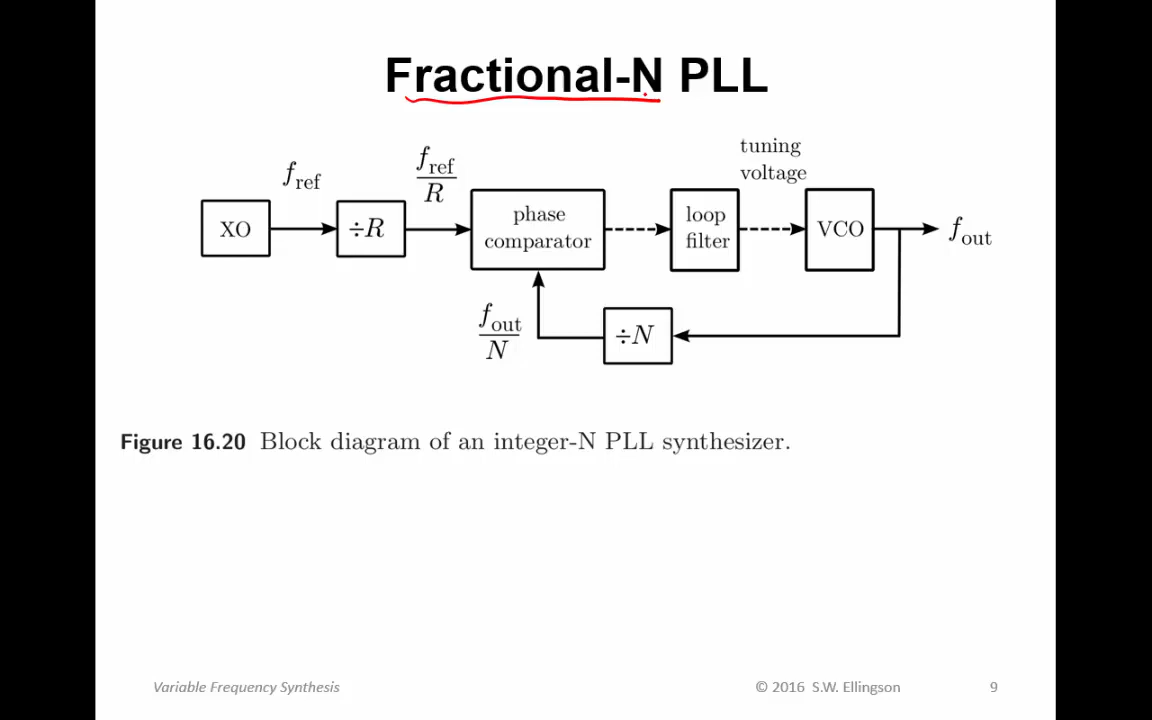 Fractional-N PLL
tuning
voltage
f_ref
f_ref
R
XO
÷R
phase
comparator
loop
filter
VCO
f_out
f_out
N
÷N
Figure 16.20 Block diagram of an integer-N PLL synthesizer.
Variable Frequency Synthesis © 2016 S.W. Ellingson 9